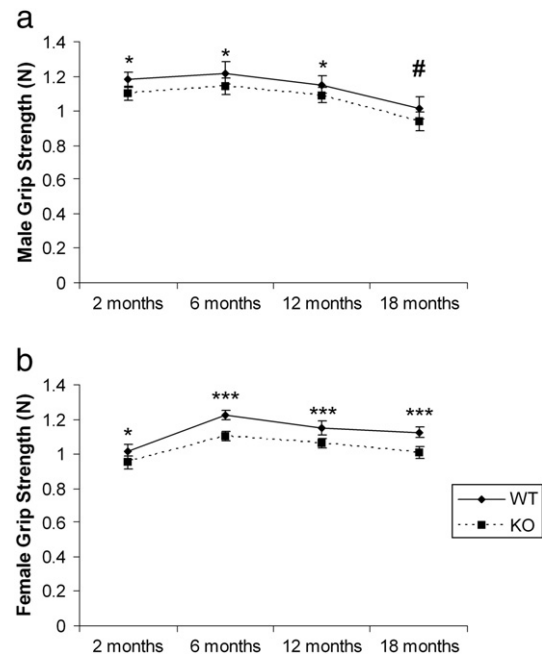 a
Male Grip Strength (N)
1.4
1.2
1
0.8
0.6
0.4
0.2
0
* * * #
2 months 6 months 12 months 18 months
b
Female Grip Strength (N)
1.4
1.2
1
0.8
0.6
0.4
0.2
0
* *** *** ***
2 months 6 months 12 months 18 months
WT
KO